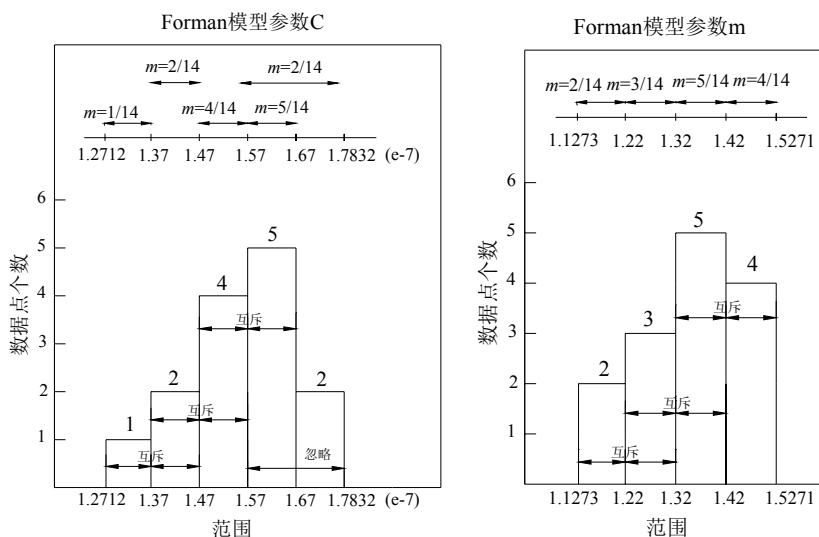 Forman模型参数C
m=2/14 m=2/14
m=1/14 m=4/14 m=5/14
1.2712 1.37 1.47 1.57 1.67 1.7832 (e-7)
6
5
4
3
2
1
数据点个数
5
4
互斥
2 2
互斥
1
互斥 忽略
1.2712 1.37 1.47 1.57 1.67 1.7832 (e-7)
范围
Forman模型参数m
m=2/14 m=3/14 m=5/14 m=4/14
1.1273 1.22 1.32 1.42 1.5271
6
5
4
3
2
1
数据点个数
5
4
互斥
3
2
互斥
互斥
1.1273 1.22 1.32 1.42 1.5271
范围